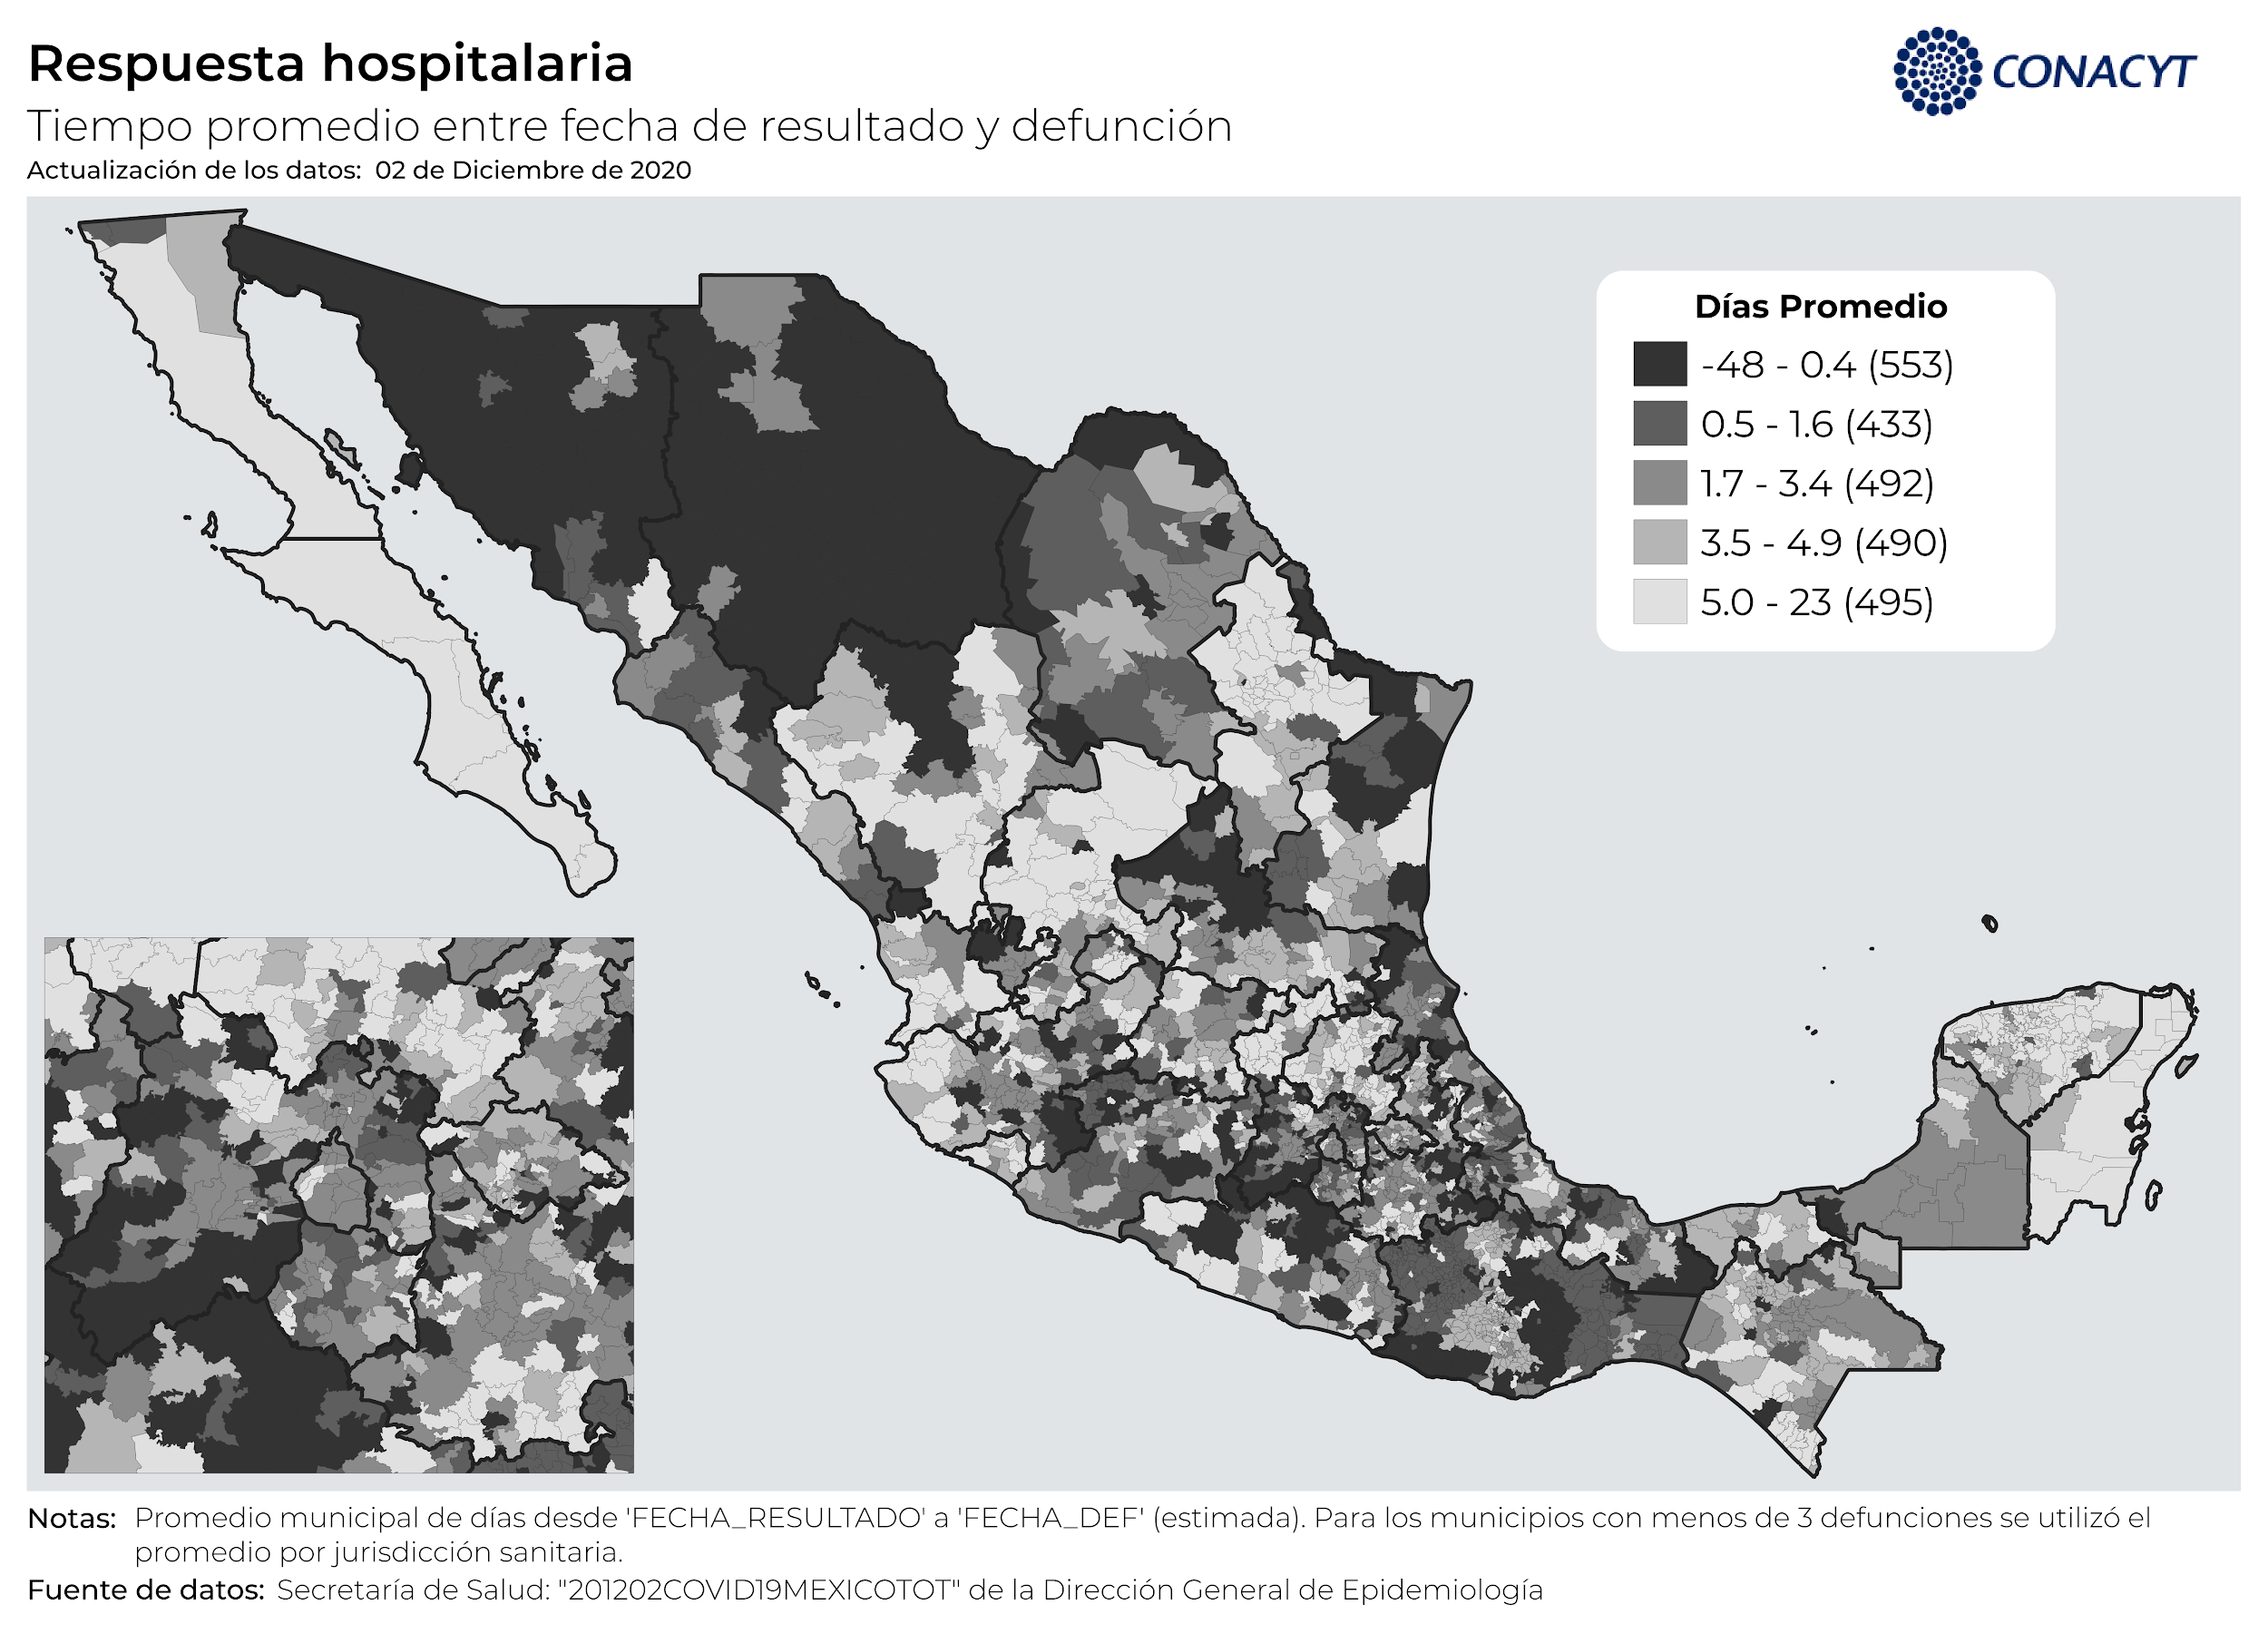 Respuesta hospitalaria
CONACYT
Tiempo promedio entre fecha de resultado y defunción
Actualización de los datos: 02 de Diciembre de 2020
Días Promedio
-48 - 0.4 (553)
0.5 - 1.6 (433)
1.7 - 3.4 (492)
3.5 - 4.9 (490)
5.0 - 23 (495)
Notas: Promedio municipal de días desde 'FECHA_RESULTADO' a 'FECHA_DEF' (estimada). Para los municipios con menos de 3 defunciones se utilizó el
promedio por jurisdicción sanitaria.
Fuente de datos: Secretaría de Salud: "201202COVID19MEXICOTOT" de la Dirección General de Epidemiología